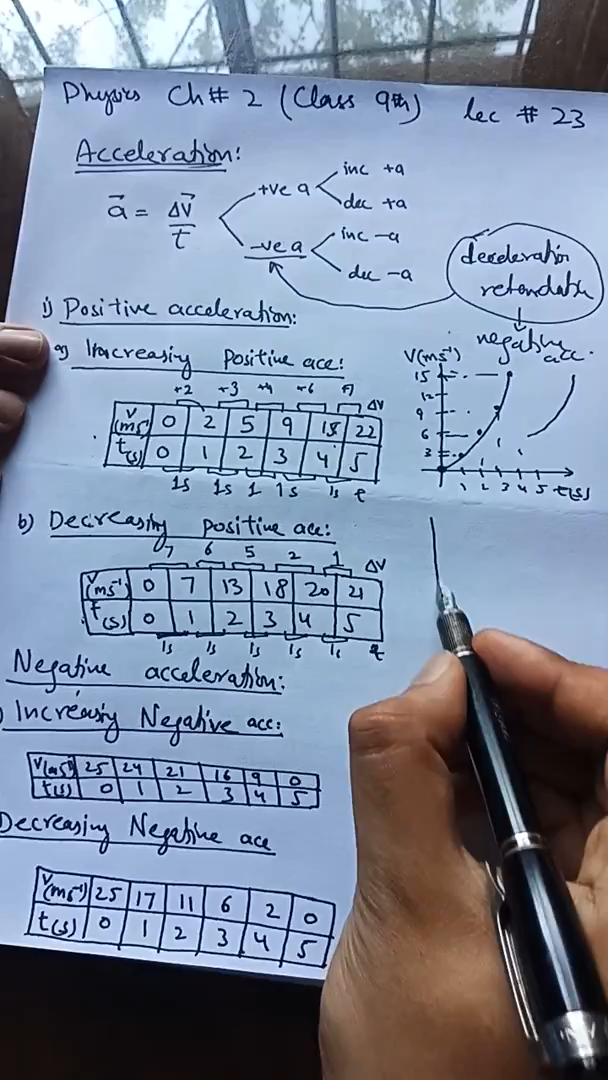 Physics Ch# 2 (Class 9th) lec # 23
Acceleration:
a = ΔV/t
+ve a
inc +a
dec +a
-ve a
inc -a
dec -a
deceleration
retendation
negative
acc.
i) Positive acceleration:
a) Increasing positive acc:
+2 +3 +4 +6 ΔV
V(ms⁻¹) 0 2 5 9 15 22
t(s) 0 1 2 3 4 5
1s 1s 1 1s 1s t
V(ms⁻¹)
15
12
9
6
3
1 2 3 4 5 t(s)
b) Decreasing positive acc:
7 6 5 2 1 ΔV
V(ms⁻¹) 0 7 13 18 20 21
t(s) 0 1 2 3 4 5
1s 1s 1s 1s 1s t
Negative acceleration:
) Increasing Negative acc:
V(ms⁻¹) 25 24 21 16 9 0
t(s) 0 1 2 3 4 5
Decreasing Negative acc
V(ms⁻¹) 25 17 11 6 2 0
t(s) 0 1 2 3 4 5